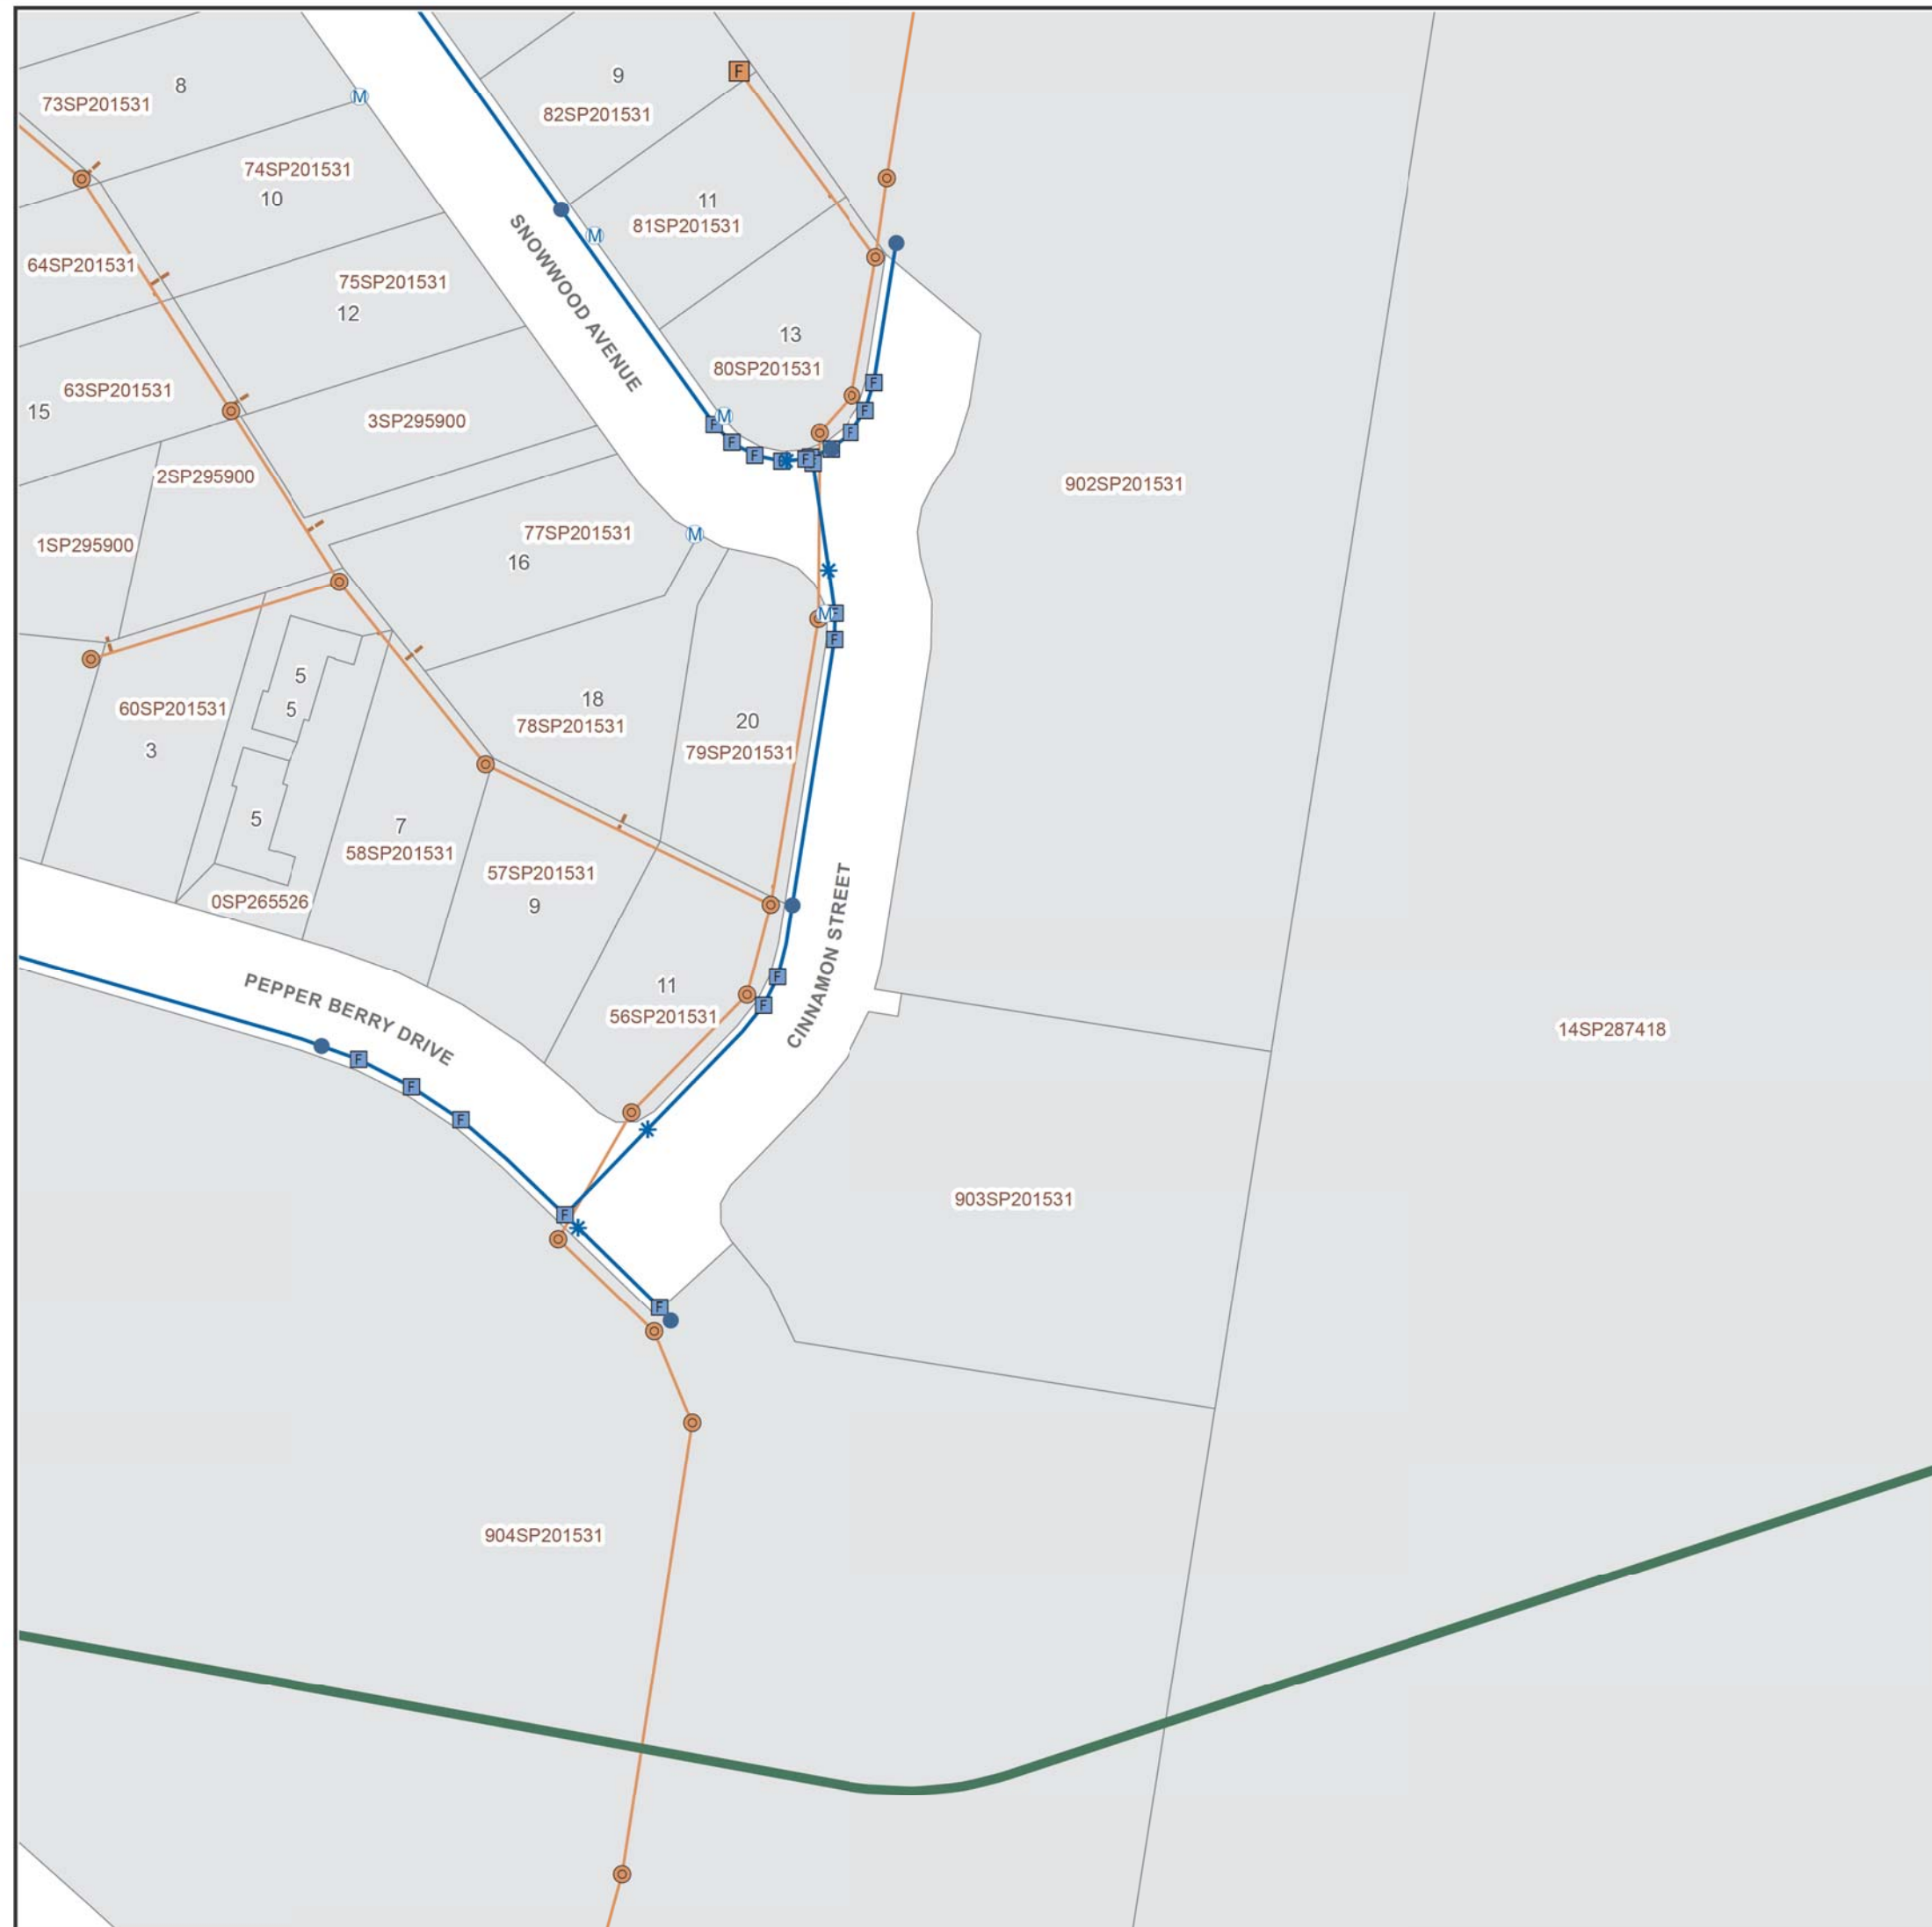 F
9
8
M
73SP201531
82SP201531
74SP201531
10
11
81SP201531
M
SNOWWOOD AVENUE
64SP201531
75SP201531
12
13
80SP201531
F
63SP201531
15
3SP295900
M
F
F
F
F
F
F
2SP295900
902SP201531
77SP201531
M
1SP295900
16
M
F
F
5
18
60SP201531
5
78SP201531
20
3
79SP201531
5
7
58SP201531
57SP201531
0SP265526
9
CINNAMON STREET
F
11
PEPPER BERRY DRIVE
F
56SP201531
14SP287418
F
F
F
903SP201531
F
F
904SP201531